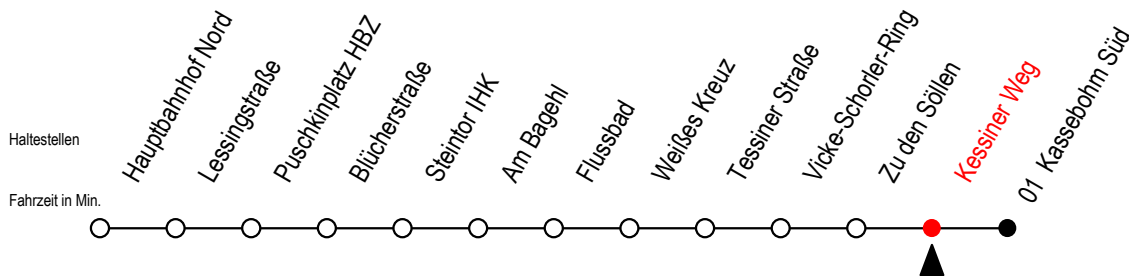 Haltestellen
Fahrzeit in Min.
Hauptbahnhof Nord
Lessingstraße
Puschkinplatz HBZ
Blücherstraße
Steintor IHK
Am Bagehl
Flussbad
Weißes Kreuz
Tessiner Straße
Vicke-Schorler-Ring
Zu den Söllen
Kessiner Weg
01 Kassebohm Süd